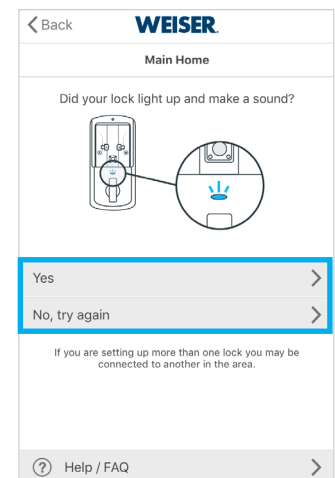 Back
WEISER.
Main Home
Did your lock light up and make a sound?
Yes
No, try again
If you are setting up more than one lock you may be
connected to another in the area.
? Help / FAQ